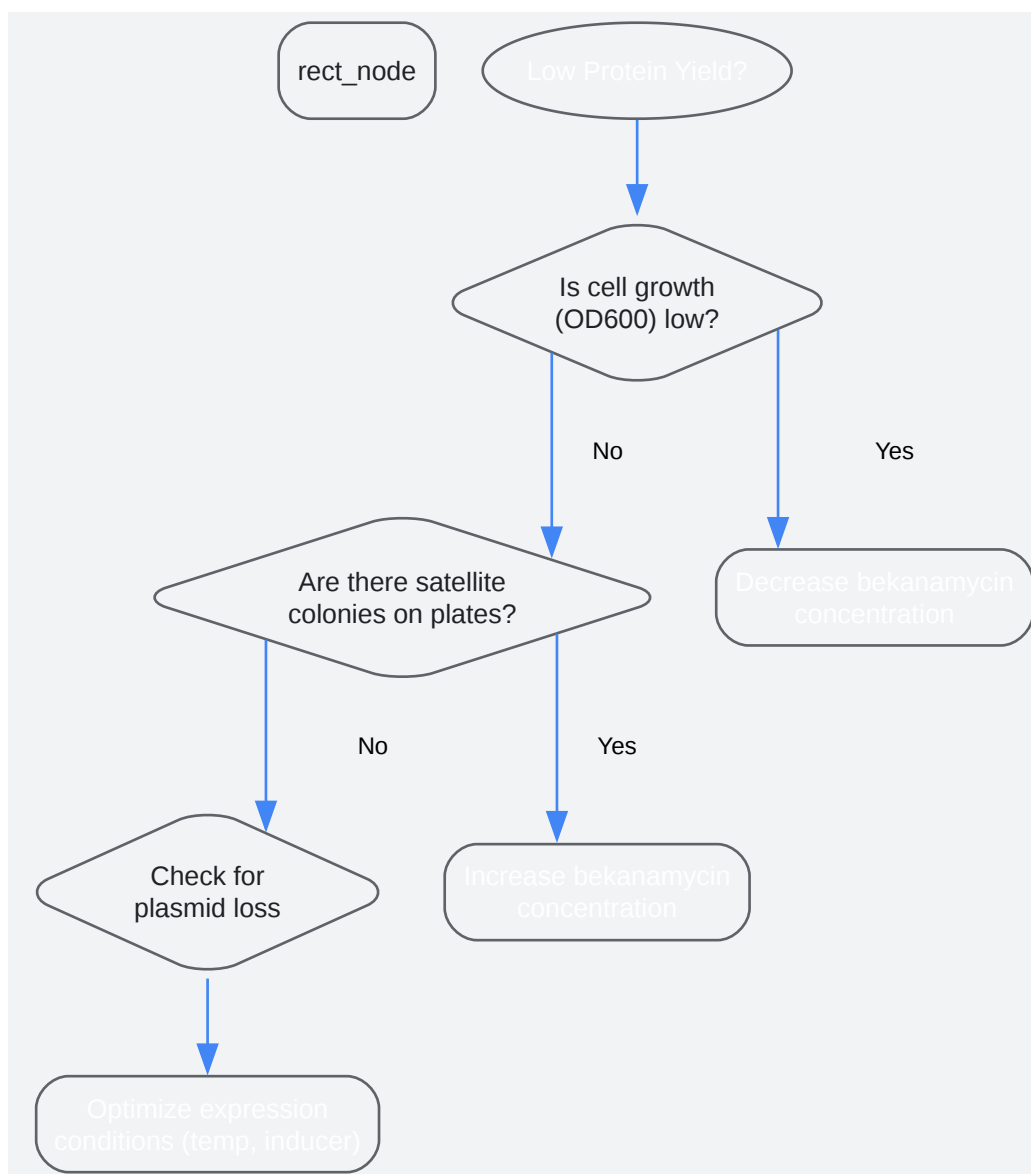 rect_node
Low Protein Yield?
Is cell growth
(OD600) low?
No
Yes
Are there satellite
colonies on plates?
Decrease bekanamycin
concentration
No
Yes
Check for
plasmid loss
Increase bekanamycin
concentration
Optimize expression
conditions (temp, inducer)